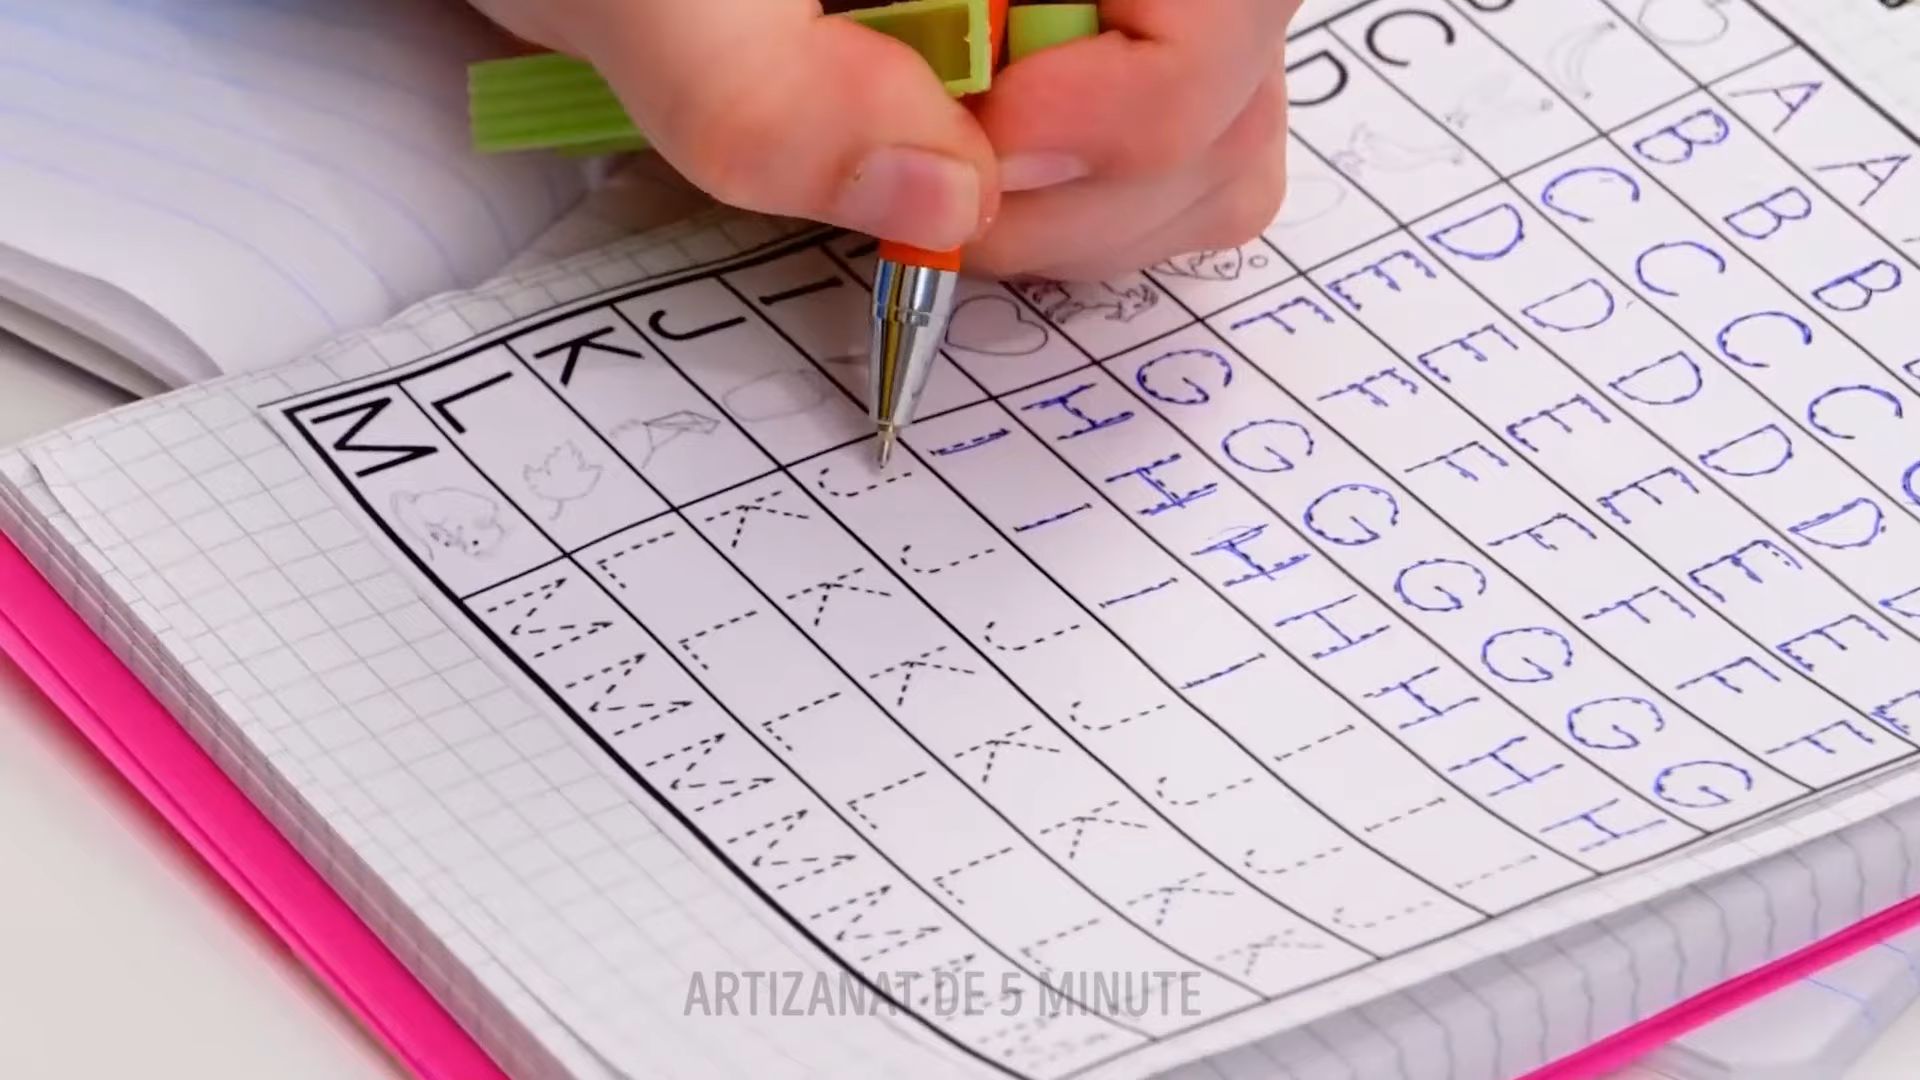 A A
B B B
C C C C C
D D D D D D
E E E E E E E
F F F F F F F
G G G G G G G
H H H H H H H
I I I I I I I I
J J J J J J J J
K K K K K K K K
L L L L L L L
M M M M M M
ARTIZANAT DE 5 MINUTE